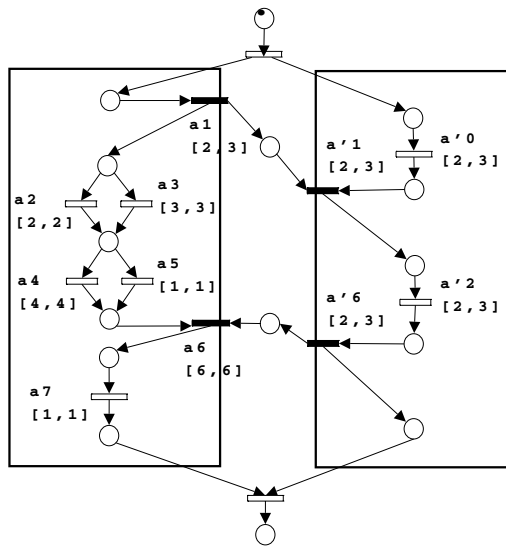 a1
[2,3]
a'1
[2,3]
a'0
[2,3]
a2
[2,2]
a3
[3,3]
a4
[4,4]
a5
[1,1]
a'6
[2,3]
a'2
[2,3]
a6
[6,6]
a7
[1,1]